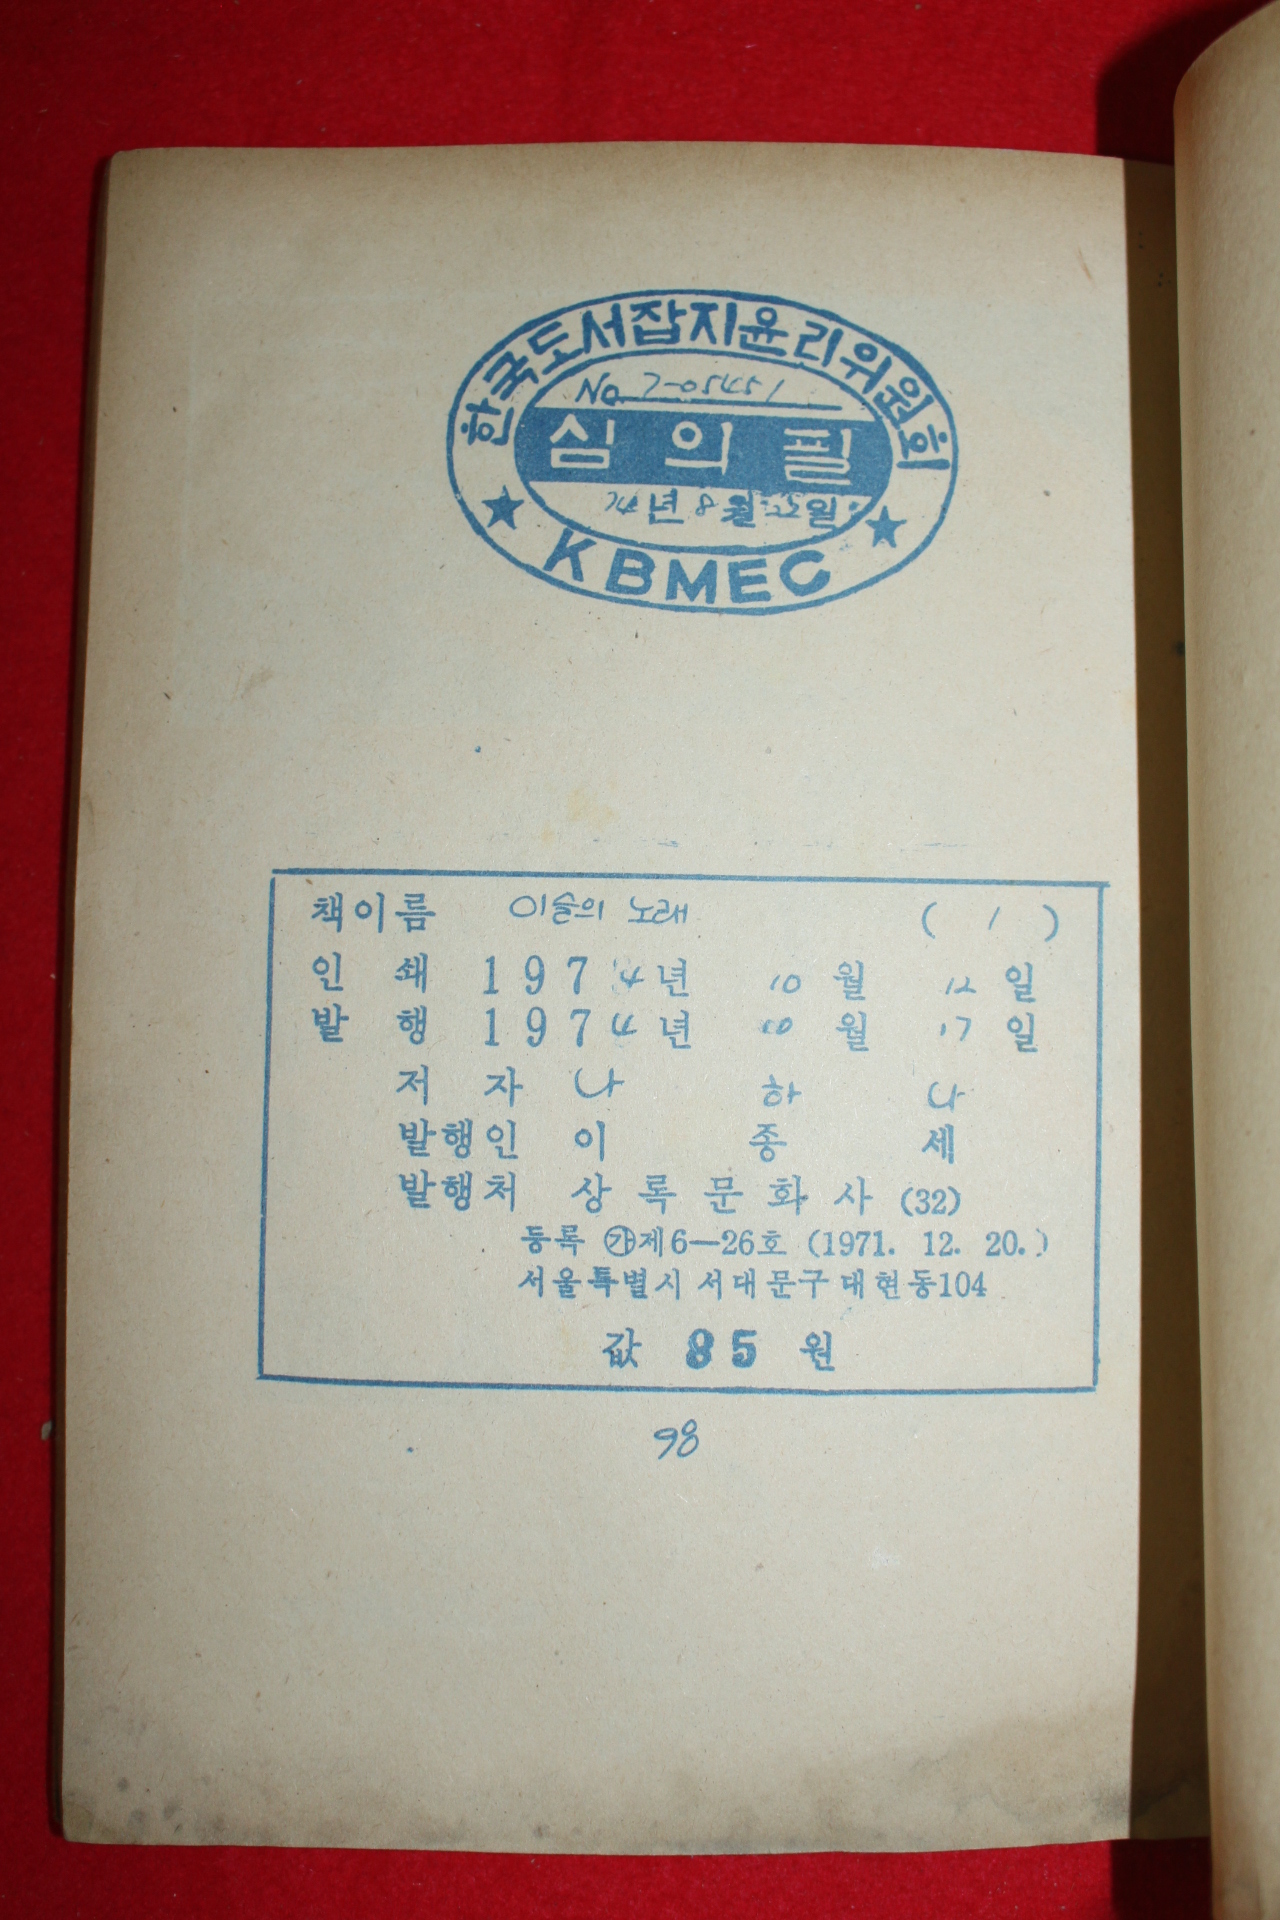 한국도서잡지윤리위원회
No. 7-05451
심의필
74년 8월 22일
KBMEC
책이름 이슬의 노래 ( 1 )
인 쇄 1974년 10월 12일
발 행 1974년 10월 17일
저 자 나 하 나
발행인 이 종 세
발행처 상록문화사 (32)
등록 ㉮제6—26호 (1971. 12. 20.)
서울특별시 서대문구 대현동104
값 85 원
98